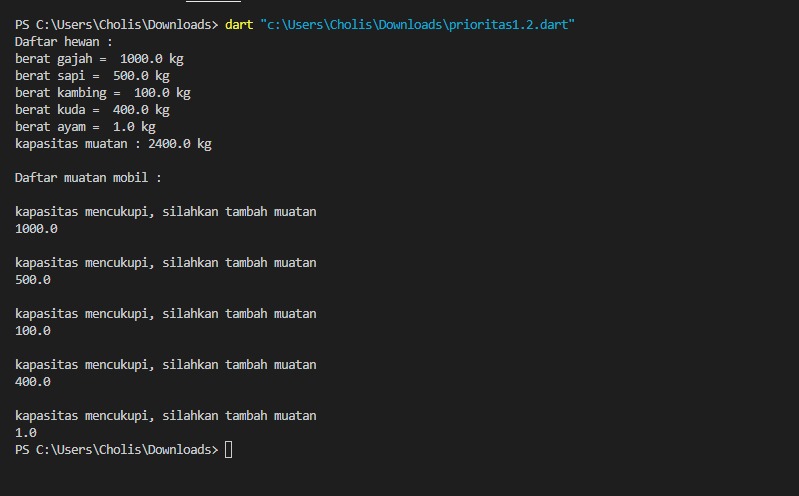 PS C:\Users\Cholis\Downloads> dart "c:\Users\Cholis\Downloads\prioritas1.2.dart"
Daftar hewan :
berat gajah =  1000.0 kg
berat sapi =  500.0 kg
berat kambing =  100.0 kg
berat kuda =  400.0 kg
berat ayam =  1.0 kg
kapasitas muatan : 2400.0 kg
Daftar muatan mobil :
kapasitas mencukupi, silahkan tambah muatan
1000.0
kapasitas mencukupi, silahkan tambah muatan
500.0
kapasitas mencukupi, silahkan tambah muatan
100.0
kapasitas mencukupi, silahkan tambah muatan
400.0
kapasitas mencukupi, silahkan tambah muatan
1.0
PS C:\Users\Cholis\Downloads>